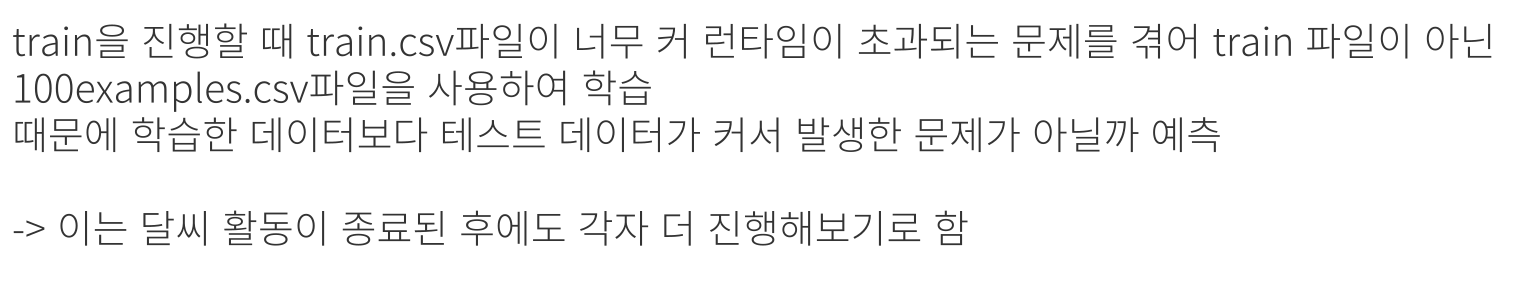 train을 진행할 때 train.csv파일이 너무 커 런타임이 초과되는 문제를 겪어 train 파일이 아닌
100examples.csv파일을 사용하여 학습
때문에 학습한 데이터보다 테스트 데이터가 커서 발생한 문제가 아닐까 예측
-> 이는 달씨 활동이 종료된 후에도 각자 더 진행해보기로 함